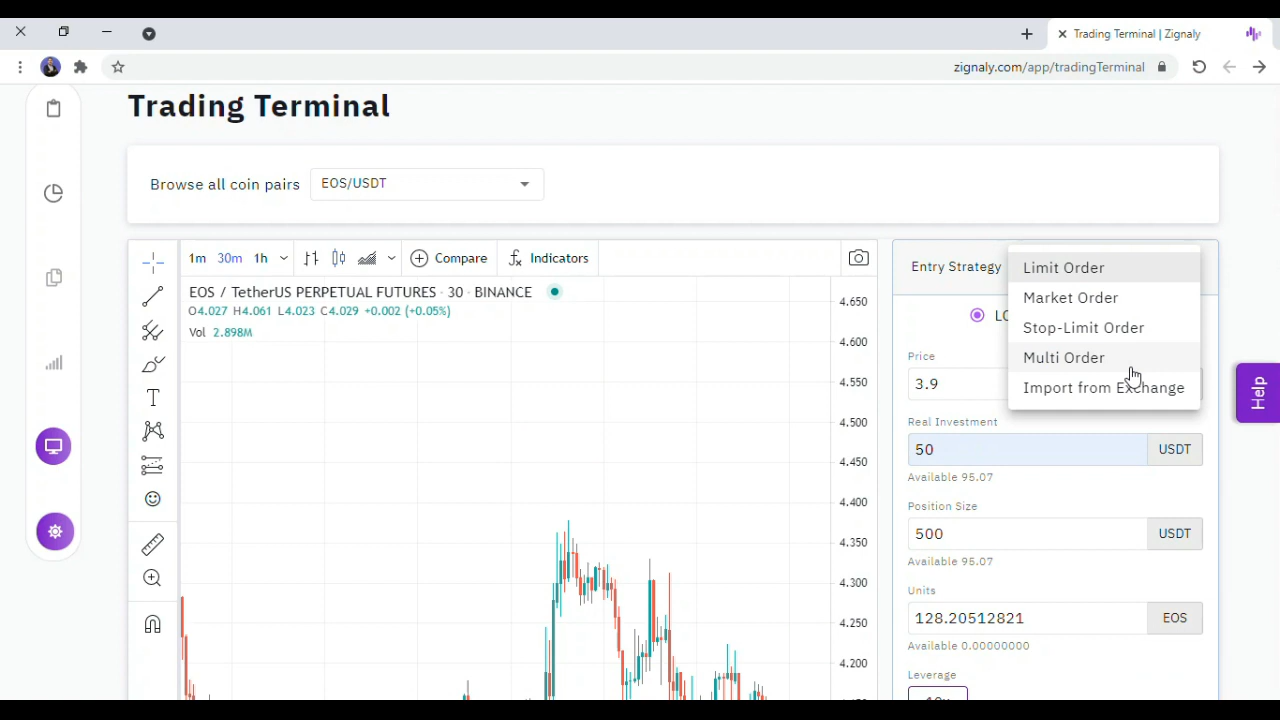 Trading Terminal | Zignaly
zignaly.com/app/tradingTerminal
Trading Terminal
Browse all coin pairs EOS/USDT
1m 30m 1h Compare Indicators
EOS / TetherUS PERPETUAL FUTURES · 30 · BINANCE
O4.027 H4.061 L4.023 C4.029 +0.002 (+0.05%)
Vol 2.898M
4.650
4.600
4.550
4.500
4.450
4.400
4.350
4.300
4.250
4.200
Entry Strategy
Limit Order
Market Order
Stop-Limit Order
Multi Order
Import from Exchange
Price
3.9
Real Investment
50 USDT
Available 95.07
Position Size
500 USDT
Available 95.07
Units
128.20512821 EOS
Available 0.00000000
Leverage
Help